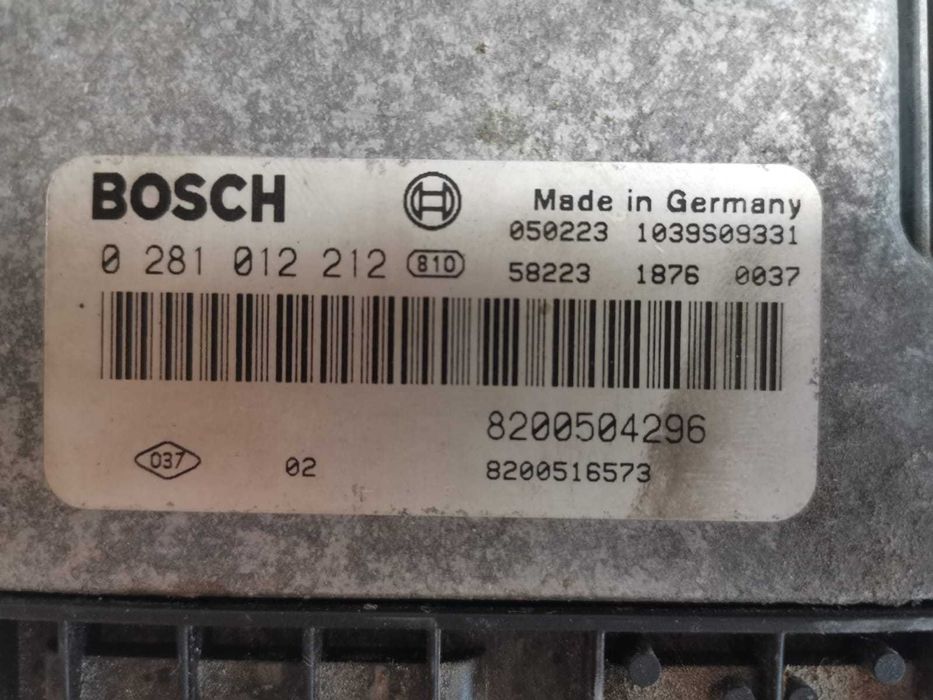 BOSCH
Made in Germany
050223 1039S09331
0 281 012 212 810
58223 1876 0037
8200504296
037 02 8200516573